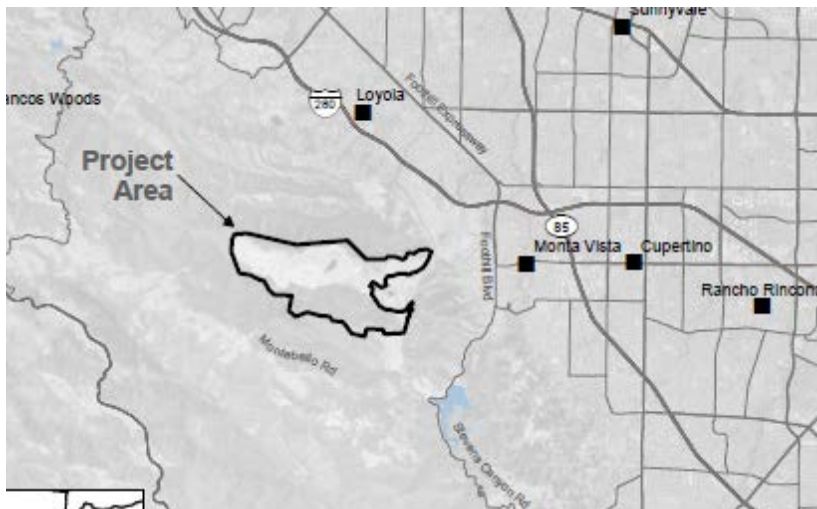 Sunnyvale
ancos Woods
280
Loyola
Foothill Expressway
Project
Area
85
Monta Vista
Cupertino
Foothill Blvd
Rancho Rincon
Montebello Rd
Stevens Canyon Rd